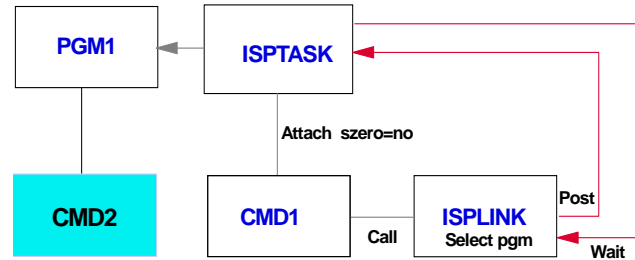 PGM1
ISPTASK
Attach szero=no
CMD2
CMD1
Call
ISPLINK
Select pgm
Post
Wait